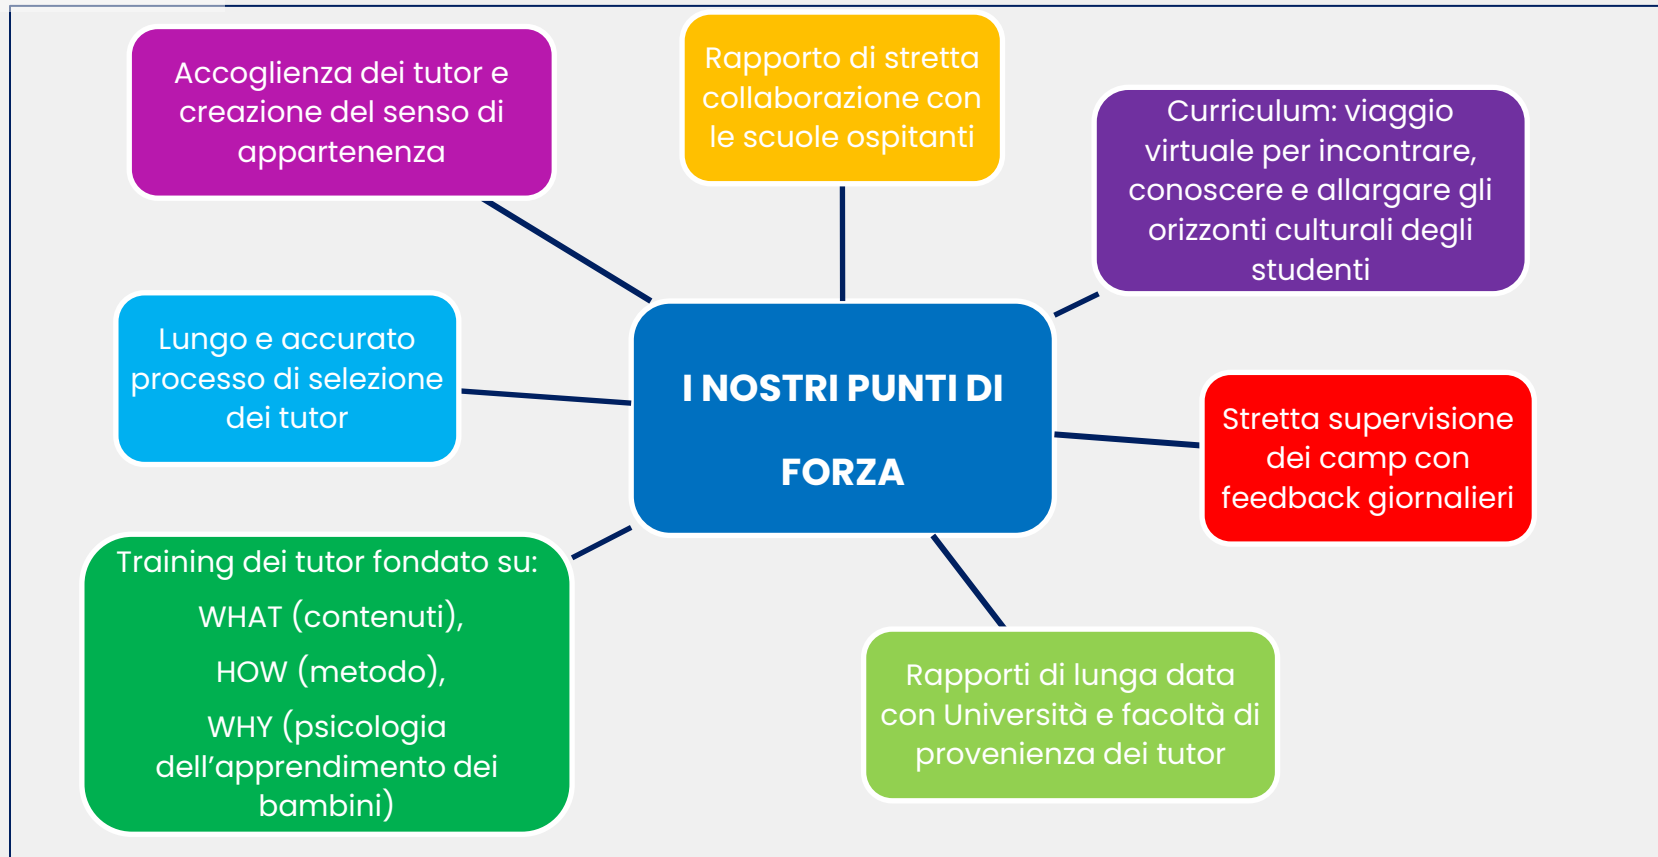 Accoglienza dei tutor e
creazione del senso di
appartenenza
Rapporto di stretta
collaborazione con
le scuole ospitanti
Curriculum: viaggio
virtuale per incontrare,
conoscere e allargare gli
orizzonti culturali degli
studenti
Lungo e accurato
processo di selezione
dei tutor
I NOSTRI PUNTI DI
FORZA
Stretta supervisione
dei camp con
feedback giornalieri
Training dei tutor fondato su:
WHAT (contenuti),
HOW (metodo),
WHY (psicologia
dell’apprendimento dei
bambini)
Rapporti di lunga data
con Università e facoltà di
provenienza dei tutor